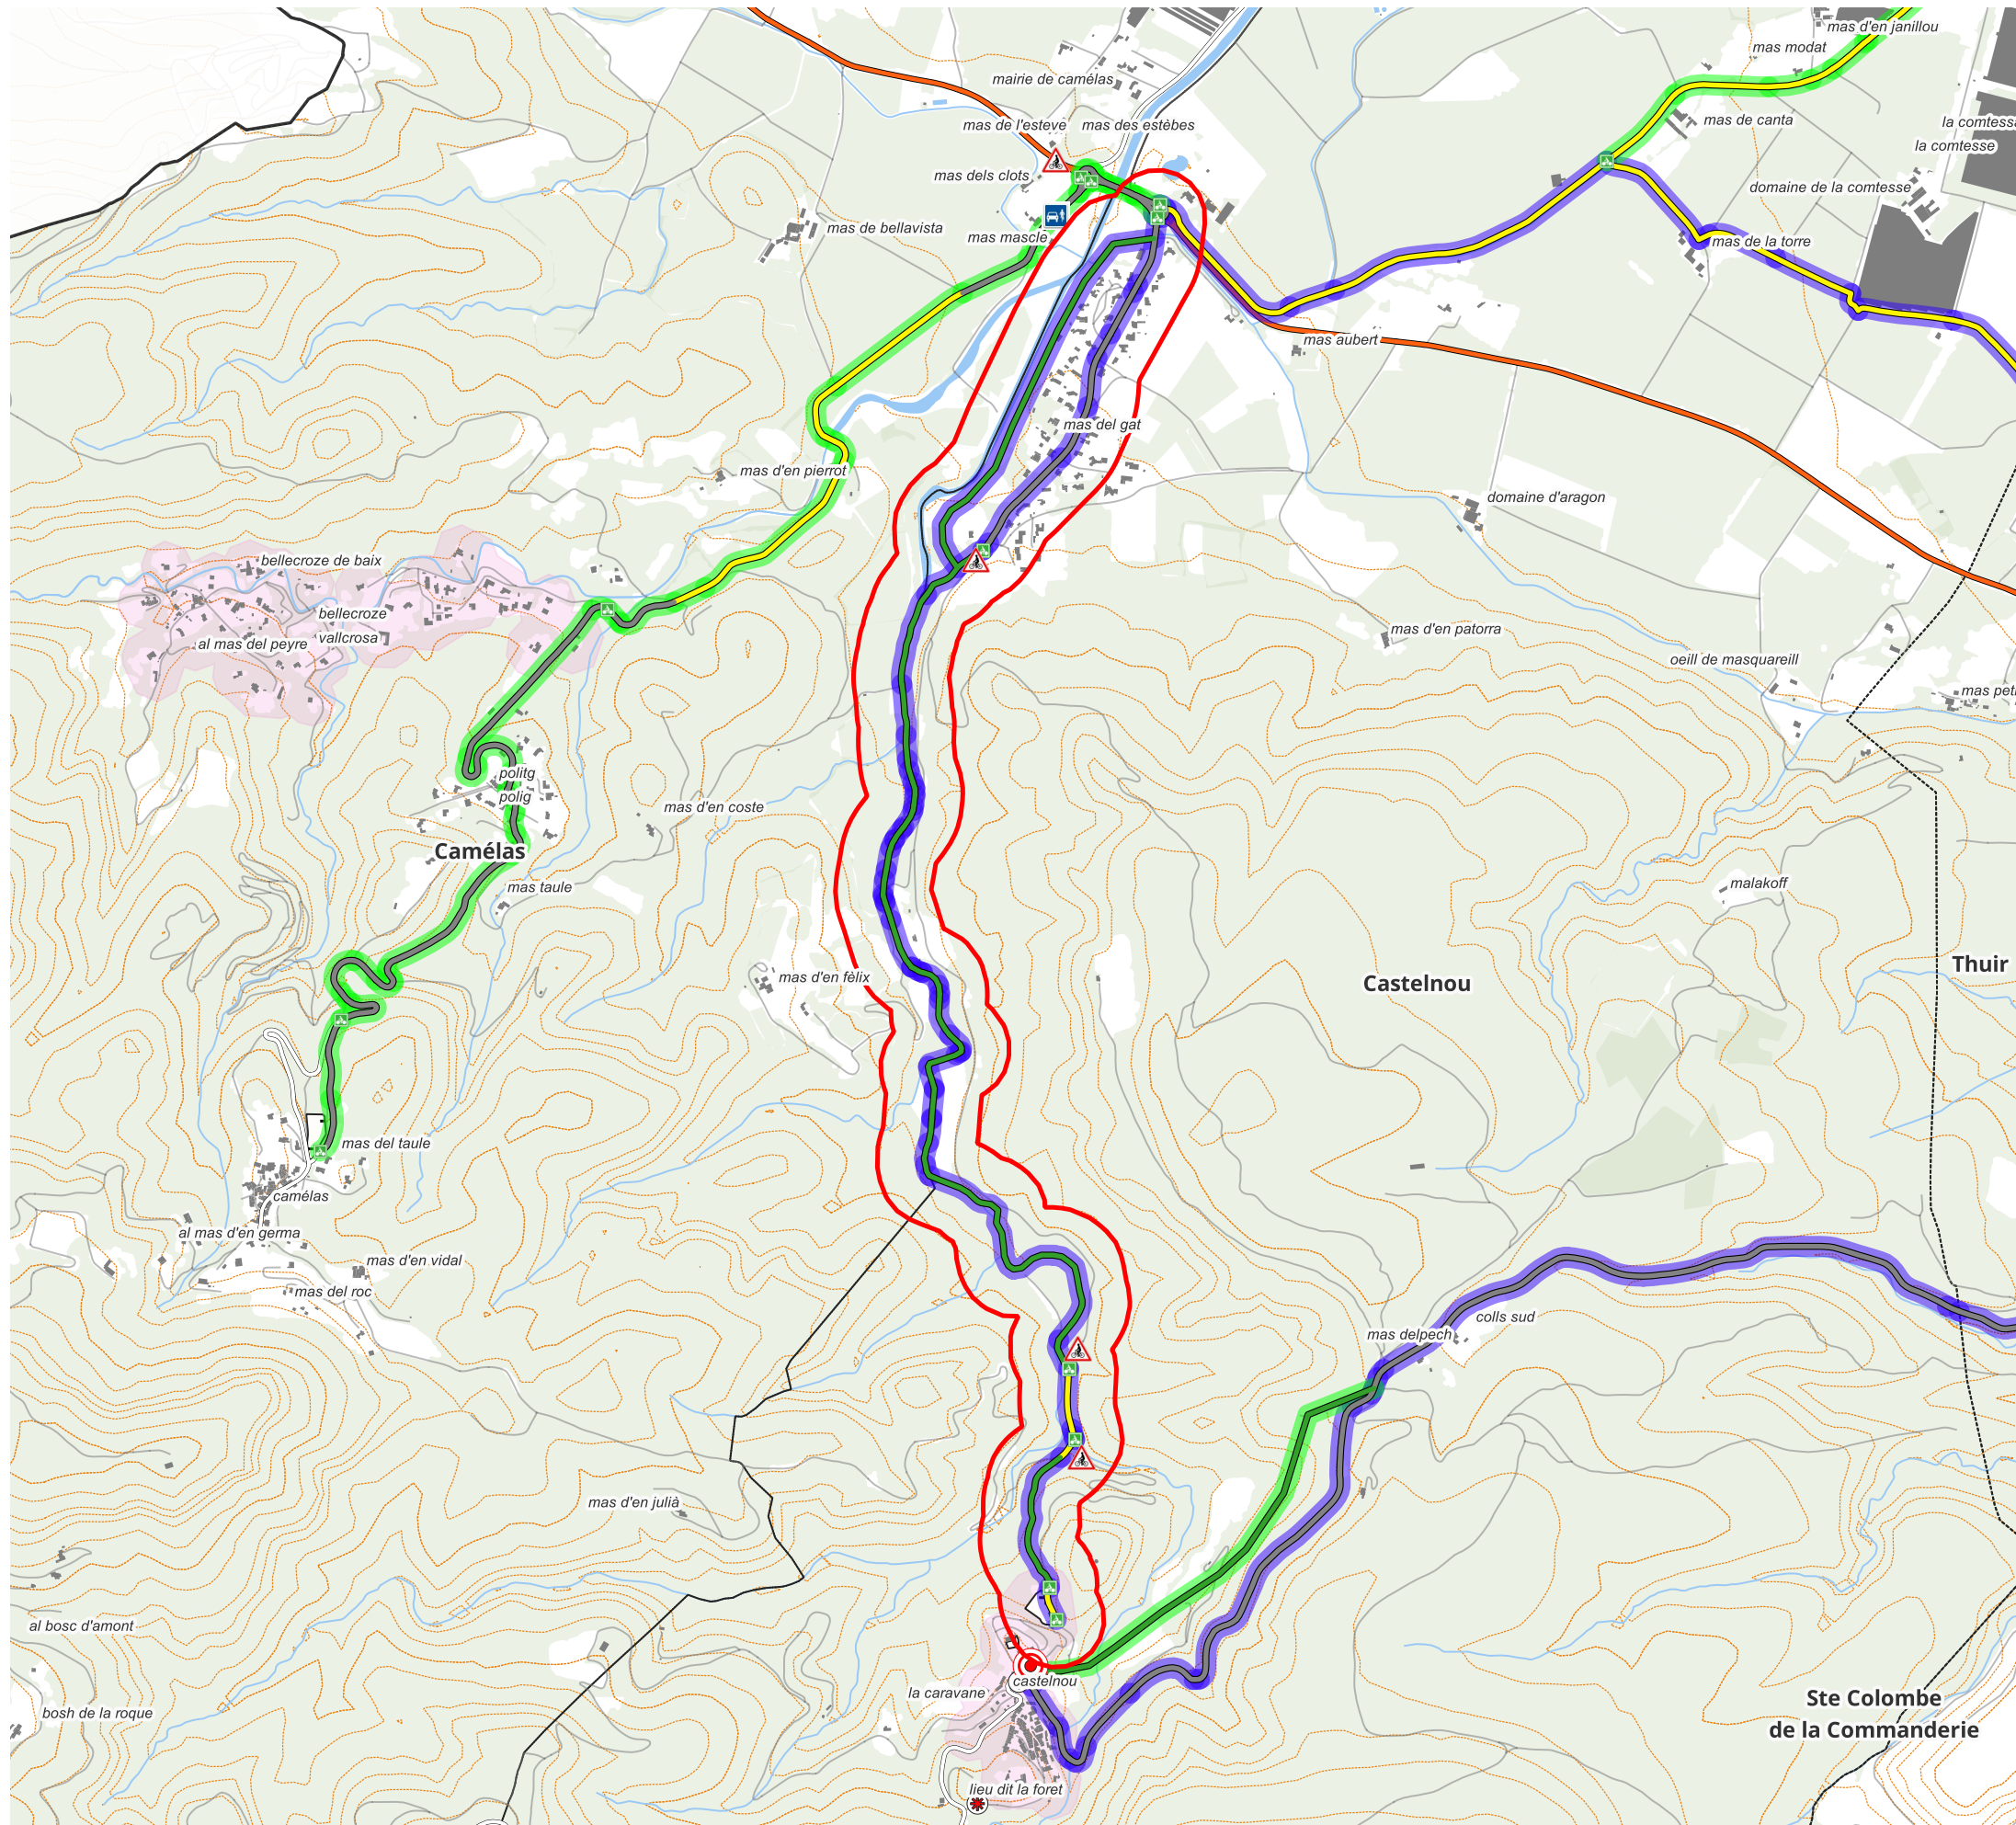 mas d'en janillou
mas modat
mairie de camélas
mas de canta
la comtesse
mas de l'esteve
mas des estèbes
la comtesse
mas dels clots
domaine de la comtesse
mas de bellavista
mas masclè
mas de la torre
mas aubert
mas del gat
mas d'en pierrot
domaine d'aragon
bellecroze de baix
bellecroze
vallcrosa
al mas del peyre
mas d'en patorra
oeill de masquareill
mas pet
politg
polig
mas d'en coste
Camélas
mas taule
malakoff
Thuir
mas d'en fèlix
Castelnou
mas del taule
camélas
al mas d'en germa
mas d'en vidal
mas del roc
colls sud
mas delpech
mas d'en julià
al bosc d'amont
castelnou
la caravane
Ste Colombe
de la Commanderie
bosh de la roque
lieu dit la foret